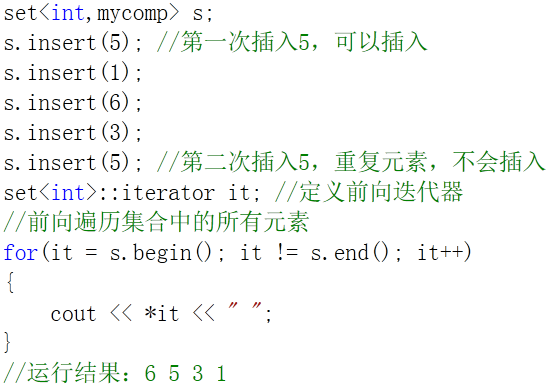 set<int,mycomp> s;
s.insert(5); //第一次插入5，可以插入
s.insert(1);
s.insert(6);
s.insert(3);
s.insert(5); //第二次插入5，重复元素，不会插入
set<int>::iterator it; //定义前向迭代器
//前向遍历集合中的所有元素
for(it = s.begin(); it != s.end(); it++)
{
    cout << *it << " ";
}
//运行结果：6 5 3 1